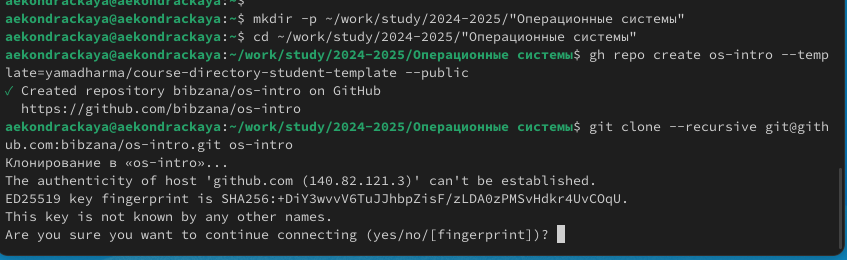 aekondrackaya@aekondrackaya:~$
aekondrackaya@aekondrackaya:~$ mkdir -p ~/work/study/2024-2025/"Операционные системы"
aekondrackaya@aekondrackaya:~$ cd ~/work/study/2024-2025/"Операционные системы"
aekondrackaya@aekondrackaya:~/work/study/2024-2025/Операционные системы$ gh repo create os-intro --temp
late=yamadharma/course-directory-student-template --public
✓ Created repository bibzana/os-intro on GitHub
  https://github.com/bibzana/os-intro
aekondrackaya@aekondrackaya:~/work/study/2024-2025/Операционные системы$ git clone --recursive git@gith
ub.com:bibzana/os-intro.git os-intro
Клонирование в «os-intro»...
The authenticity of host 'github.com (140.82.121.3)' can't be established.
ED25519 key fingerprint is SHA256:+DiY3wvvV6TuJJhbpZisF/zLDA0zPMSvHdkr4UvCOqU.
This key is not known by any other names.
Are you sure you want to continue connecting (yes/no/[fingerprint])?